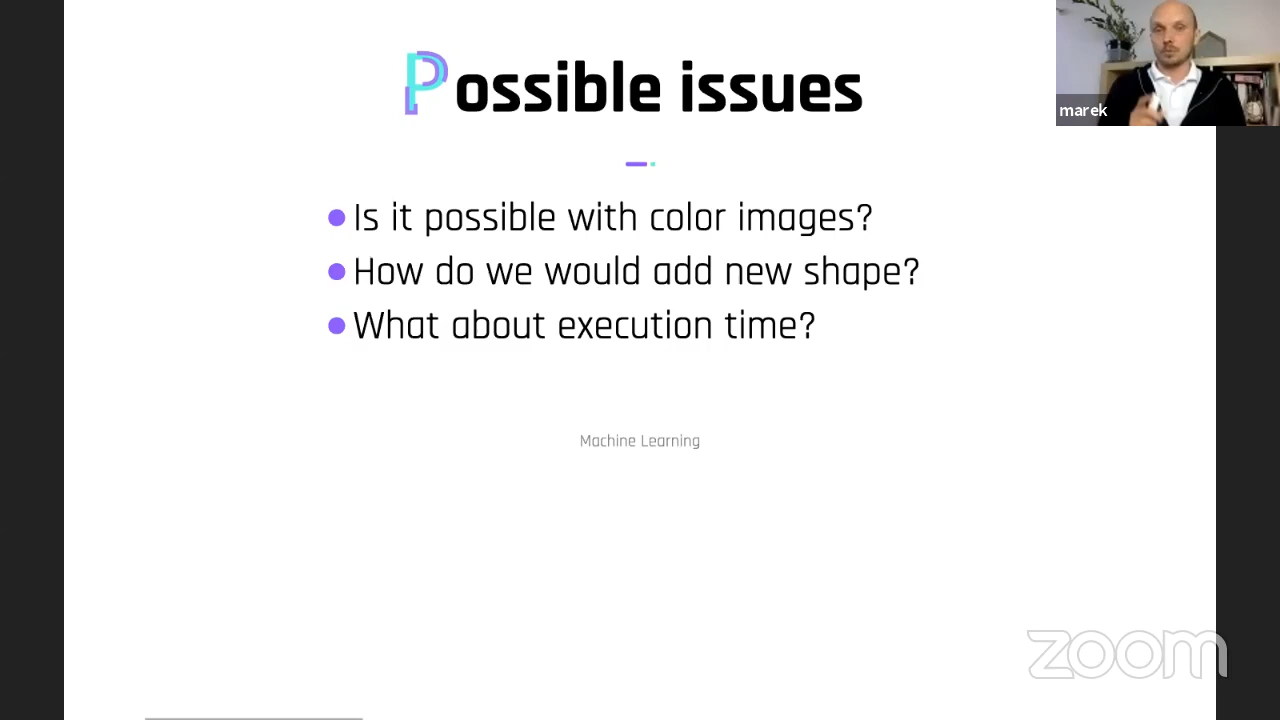 Possible issues
marek
Is it possible with color images?
How do we would add new shape?
What about execution time?
Machine Learning
zoom